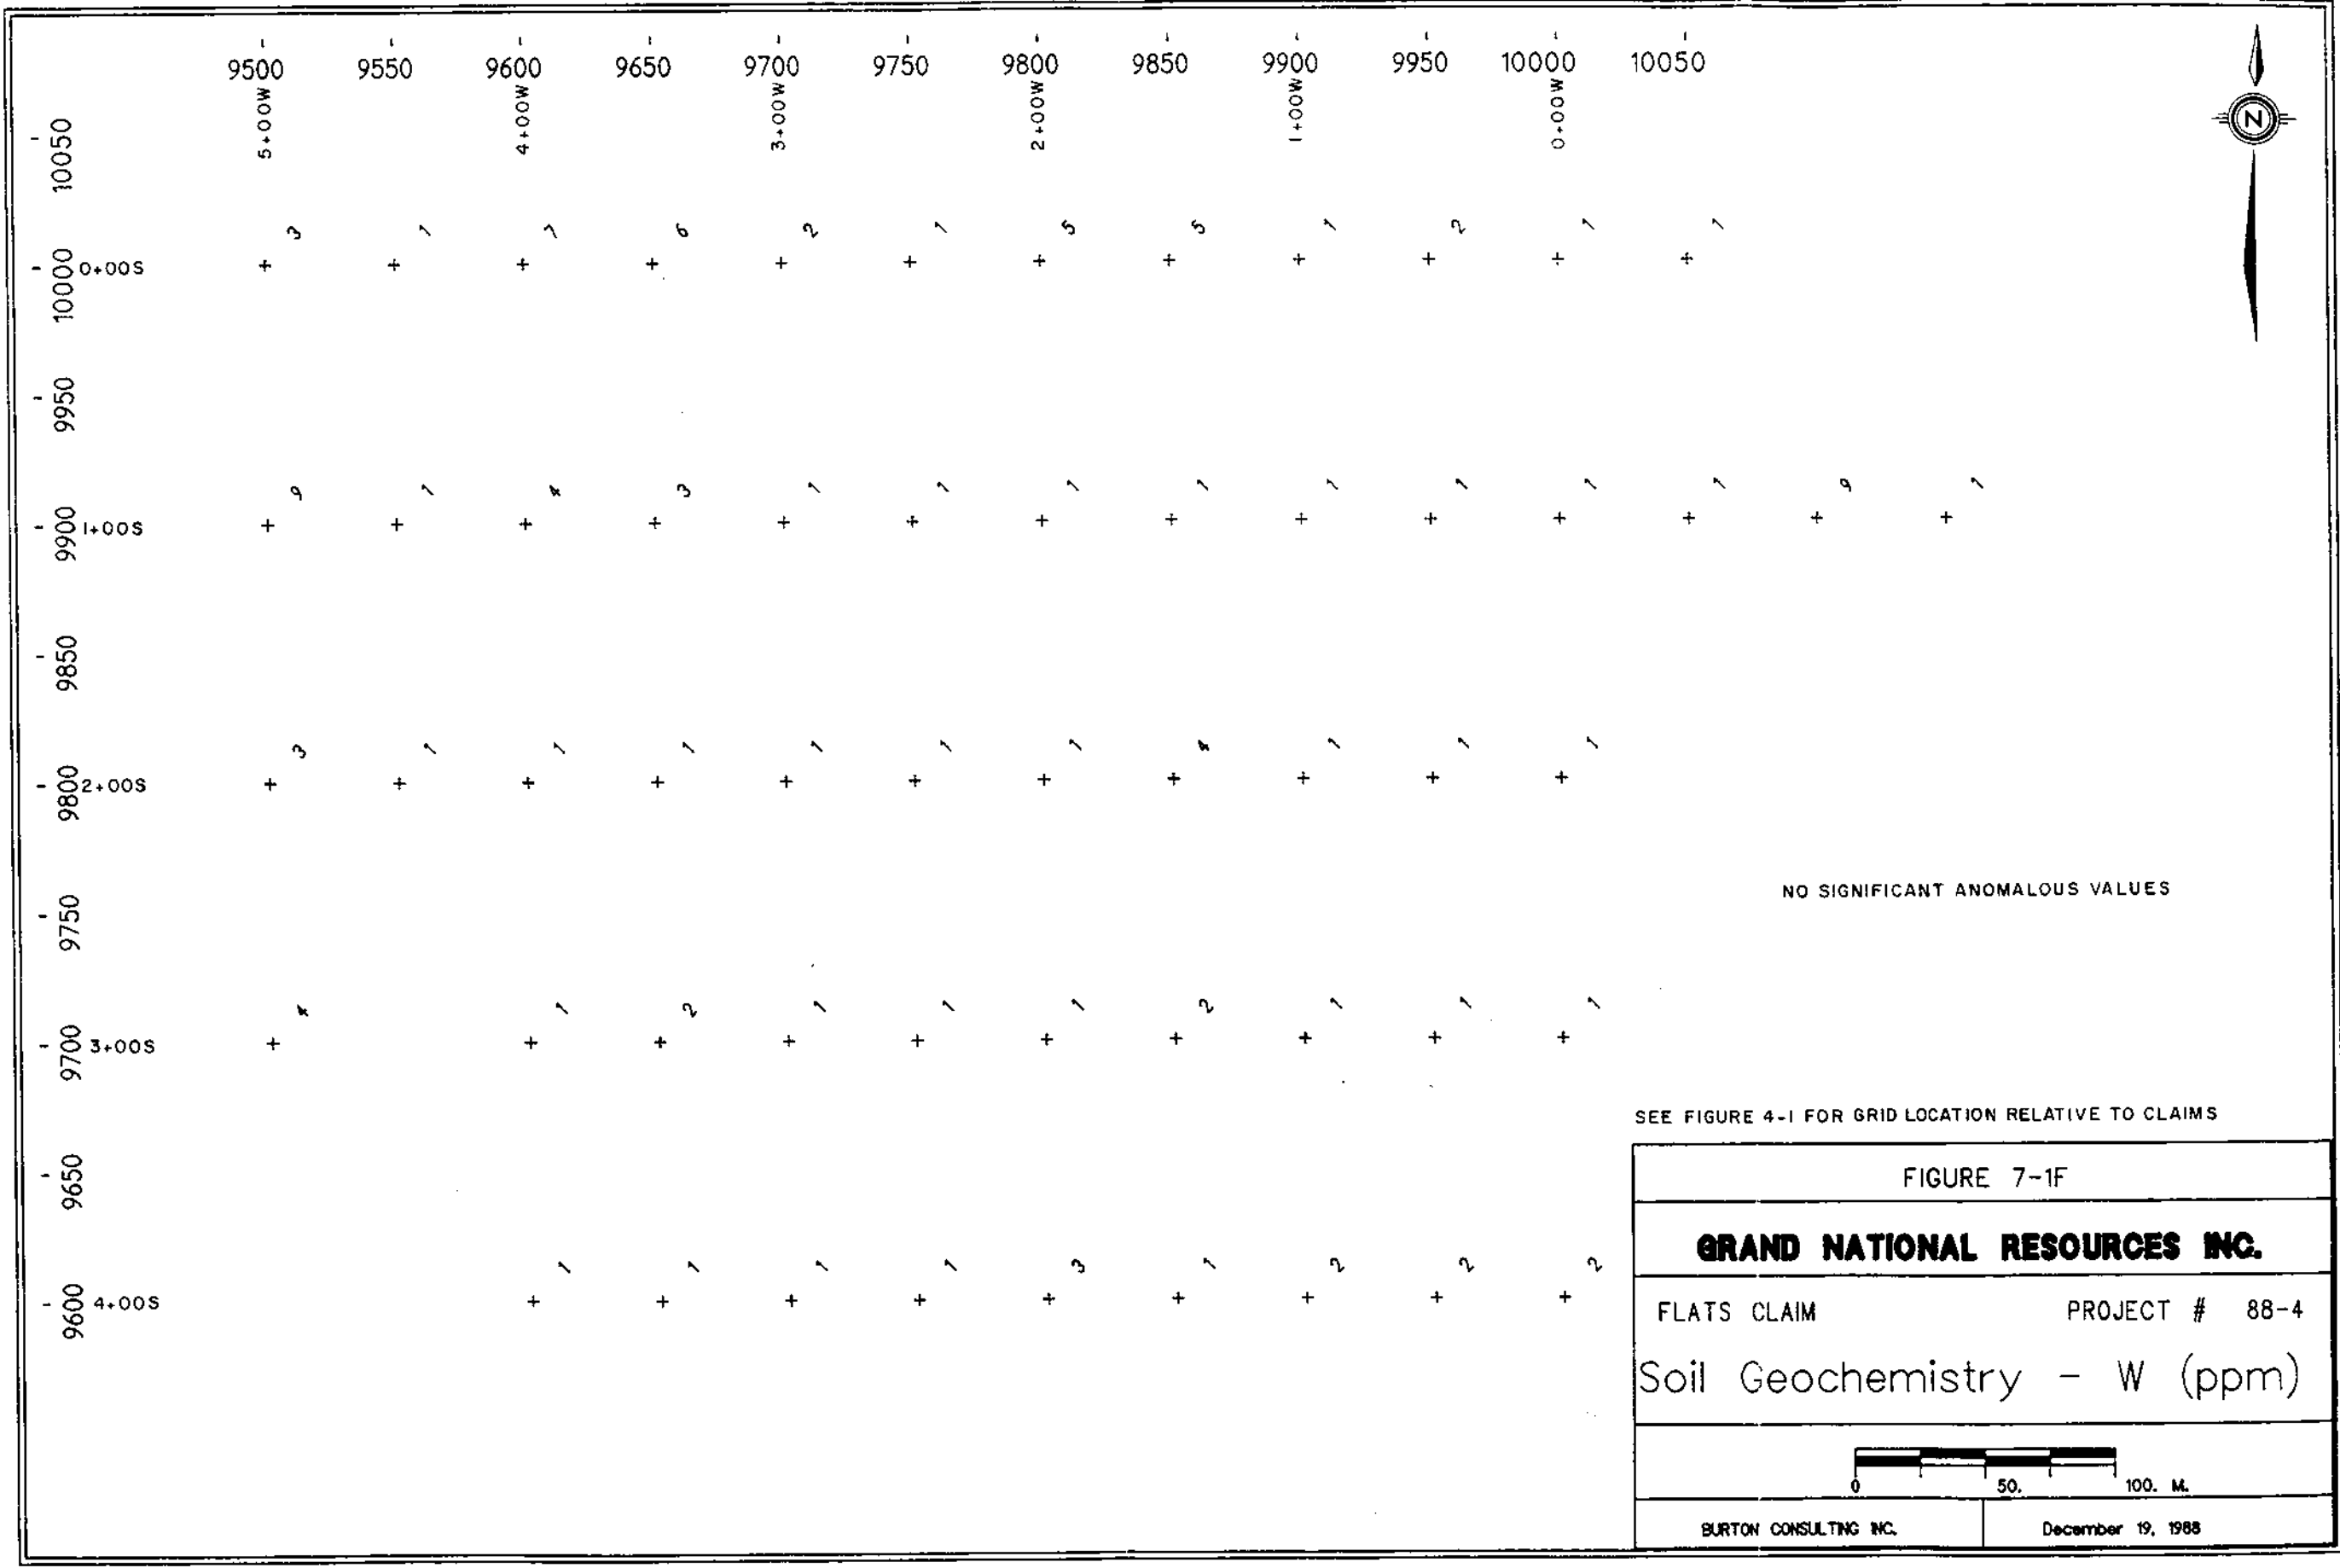 9500 9550 9600 9650 9700 9750 9800 9850 9900 9950 10000 10050
5+00W 4+00W 3+00W 2+00W 1+00W 0+00W
10050
3 1 7 6 2 1 5 5 1 2 1 1
10000 0+00S
9950
9 1 4 3 1 1 1 1 1 1 1 1 9 1
9900 1+00S
9850
3 1 1 1 1 1 1 4 1 1 1
9800 2+00S
9750
4 1 2 1 1 1 2 1 1 1
9700 3+00S
9650
1 1 1 1 3 1 2 2 2
9600 4+00S
N
NO SIGNIFICANT ANOMALOUS VALUES
SEE FIGURE 4-1 FOR GRID LOCATION RELATIVE TO CLAIMS
FIGURE 7-1F
GRAND NATIONAL RESOURCES INC.
FLATS CLAIM PROJECT # 88-4
Soil Geochemistry - W (ppm)
0 50. 100. M.
BURTON CONSULTING INC. December 19, 1988